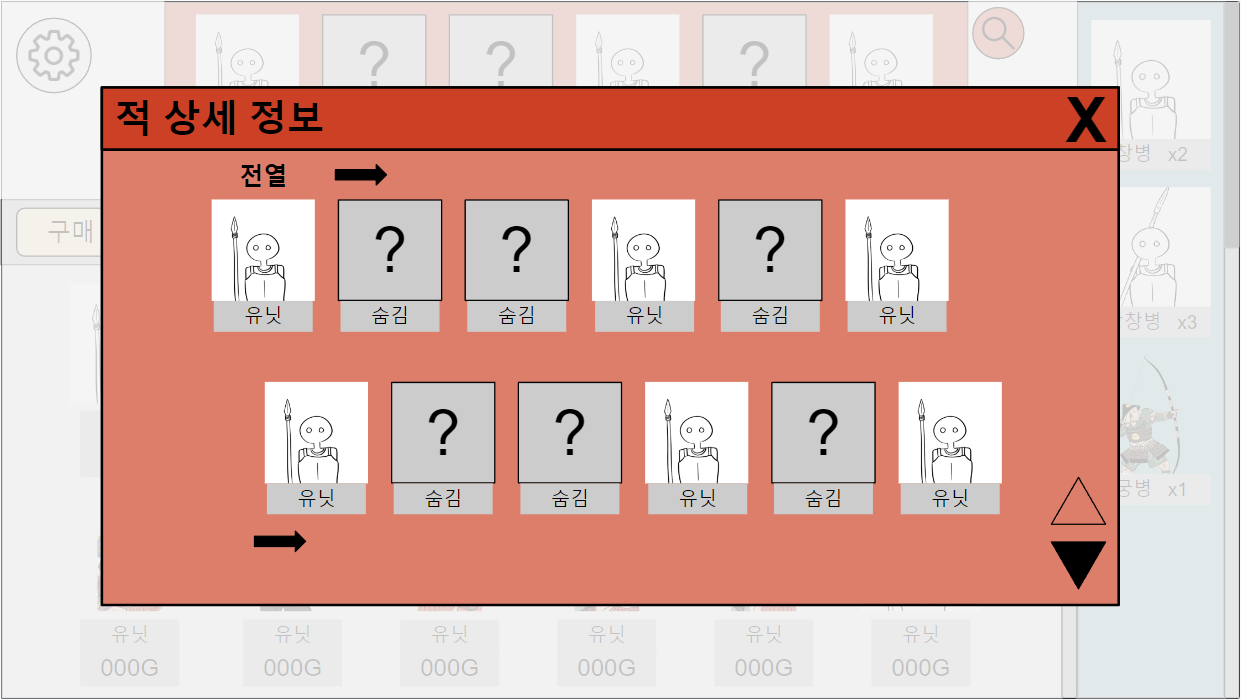 ? ? ?
창병 x2
적 상세 정보 X
전열
구매
? ? ?
유닛 숨김 숨김 유닛 숨김 유닛
창병 x3
? ? ?
유닛 숨김 숨김 유닛 숨김 유닛
궁병 x1
유닛 유닛 유닛 유닛 유닛 유닛
000G 000G 000G 000G 000G 000G